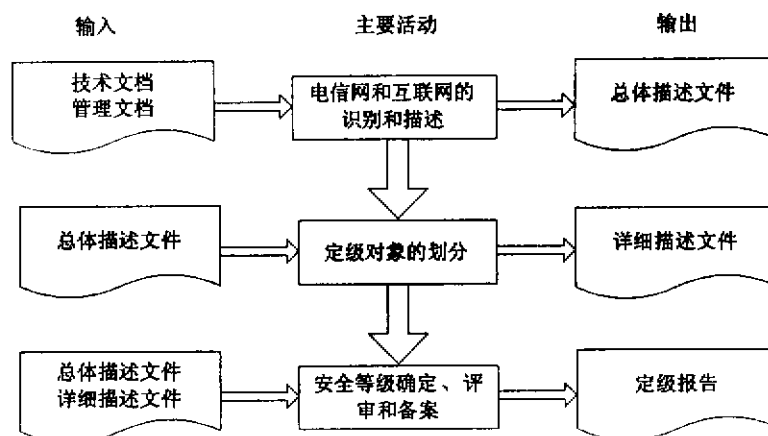 输入
主要活动
输出
技术文档
管理文档
电信网和互联网的
识别和描述
总体描述文件
总体描述文件
定级对象的划分
详细描述文件
总体描述文件
详细描述文件
安全等级确定、评
审和备案
定级报告